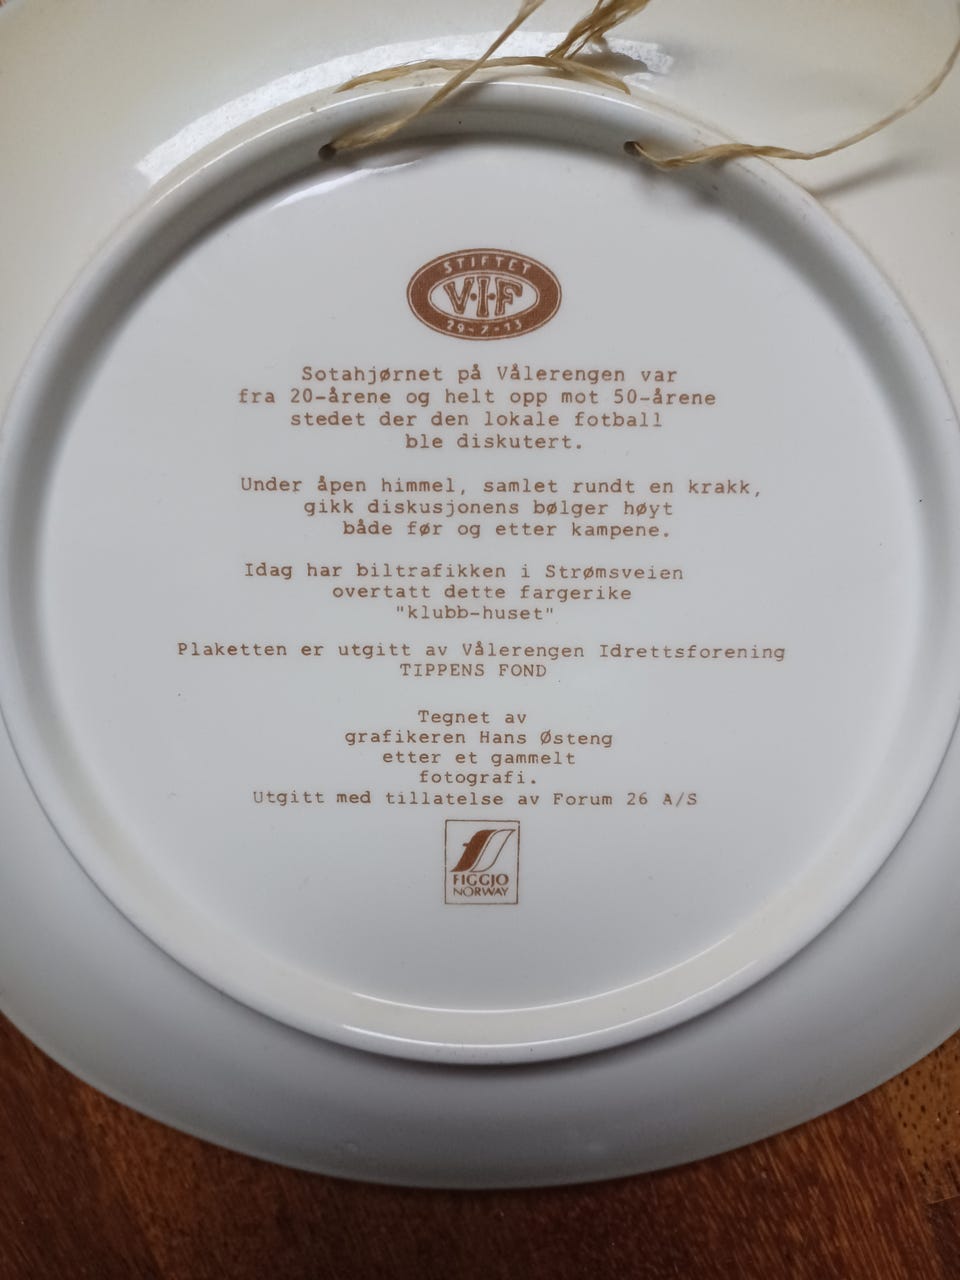 STIFTET
V·I·F
29-7-13
Sotahjørnet på Vålerengen var
fra 20-årene og helt opp mot 50-årene
stedet der den lokale fotball
ble diskutert.
Under åpen himmel, samlet rundt en krakk,
gikk diskusjonens bølger høyt
både før og etter kampene.
Idag har biltrafikken i Strømsveien
overtatt dette fargerike
"klubb-huset"
Plaketten er utgitt av Vålerengen Idrettsforening
TIPPENS FOND
Tegnet av
grafikeren Hans Østeng
etter et gammelt
fotografi.
Utgitt med tillatelse av Forum 26 A/S
FIGGJO
NORWAY